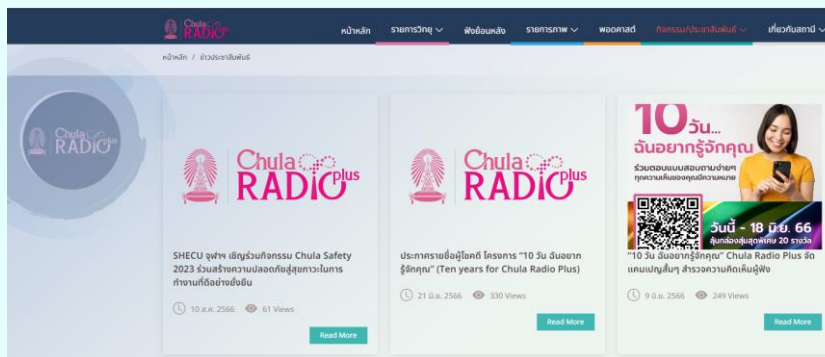 Chula RADIO plus
หน้าหลัก รายการวิทยุ ฟังย้อนหลัง รายการภาพ พอดคาสต์ กิจกรรม/ประชาสัมพันธ์ เกี่ยวกับสถานี
หน้าหลัก / ข่าวประชาสัมพันธ์
Chula
RADIO plus
Chula
RADIO plus
SHECU จุฬาฯ เชิญร่วมกิจกรรม Chula Safety
2023 ร่วมสร้างความปลอดภัยสู่สุขภาวะในการ
ทำงานที่ดีอย่างยั่งยืน
10 ส.ค. 2566 61 Views
Read More
Chula
RADIO plus
ประกาศรายชื่อผู้โชคดี โครงการ "10 วัน ฉันอยาก
รู้จักคุณ" (Ten years for Chula Radio Plus)
21 มิ.ย. 2566 330 Views
Read More
10 วัน...
ฉันอยากรู้จักคุณ
ร่วมตอบแบบสอบถามง่ายๆ
ทุกความเห็นของคุณมีความหมาย
วันนี้ - 18 มิ.ย. 66
ลุ้นกล่องสุ่มสุดพิเศษ 20 รางวัล
"10 วัน ฉันอยากรู้จักคุณ" Chula Radio Plus จัด
แคมเปญสั้นๆ สำรวจความคิดเห็นผู้ฟัง
9 มิ.ย. 2566 249 Views
Read More